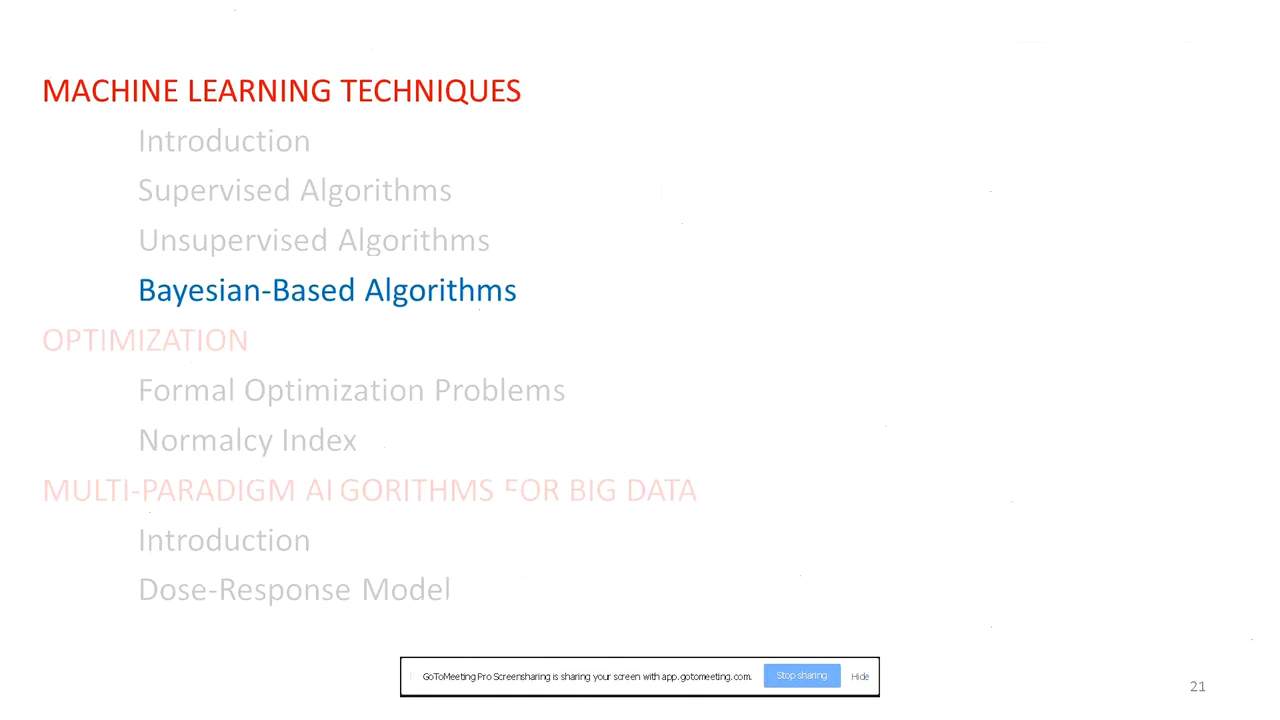 MACHINE LEARNING TECHNIQUES
Introduction
Supervised Algorithms
Unsupervised Algorithms
Bayesian-Based Algorithms
OPTIMIZATION
Formal Optimization Problems
Normalcy Index
MULTI-PARADIGM ALGORITHMS FOR BIG DATA
Introduction
Dose-Response Model
GoToMeeting Pro Screensharing is sharing your screen with app.gotomeeting.com. Stop sharing Hide
21